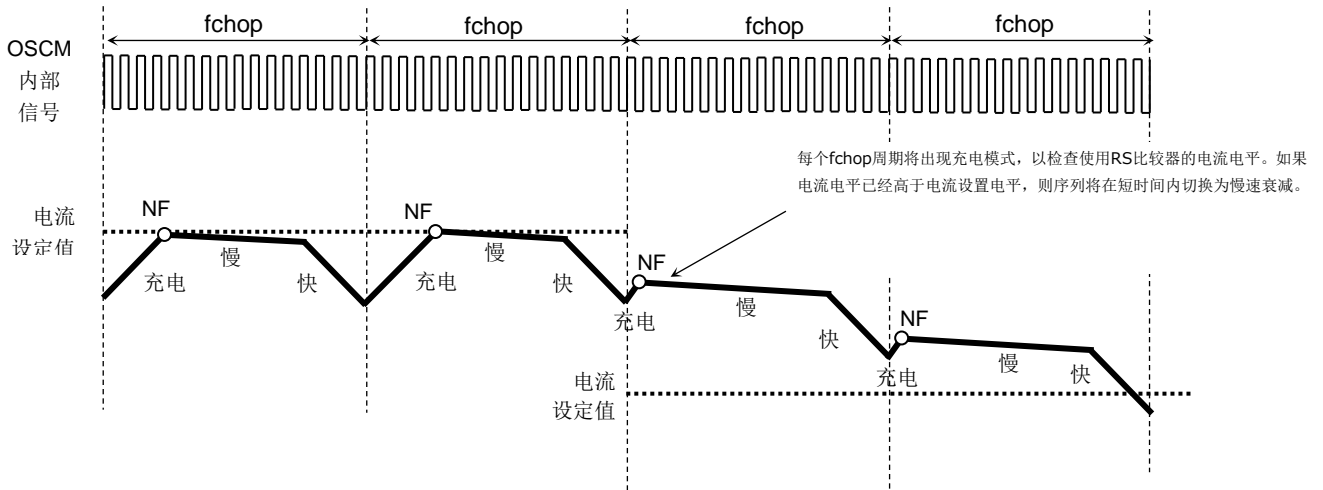 fchop
fchop
fchop
fchop
OSCM
内部
信号
每个fchop周期将出现充电模式，以检查使用RS比较器的电流电平。如果
电流电平已经高于电流设置电平，则序列将在短时间内切换为慢速衰减。
电流
设定值
NF
充电
慢
快
NF
充电
慢
快
NF
充电
慢
快
NF
充电
慢
快
电流
设定值